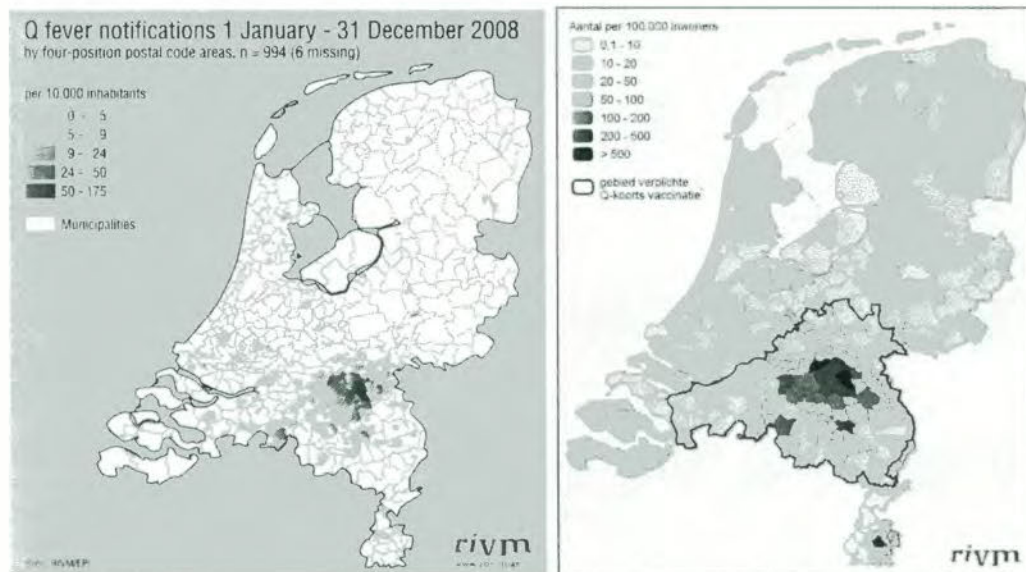 Q fever notifications 1 January - 31 December 2008
by four-position postal code areas, n = 994 (6 missing)
per 10.000 inhabitants
0 - 5
5 - 9
9 - 24
24 - 50
50 - 175
Municipalities
rivm
Aantal per 100.000 inwoners
0,1 - 10
10 - 20
20 - 50
50 - 100
100 - 200
200 - 500
> 500
gebied verplichte
Q-koorts vaccinatie
rivm